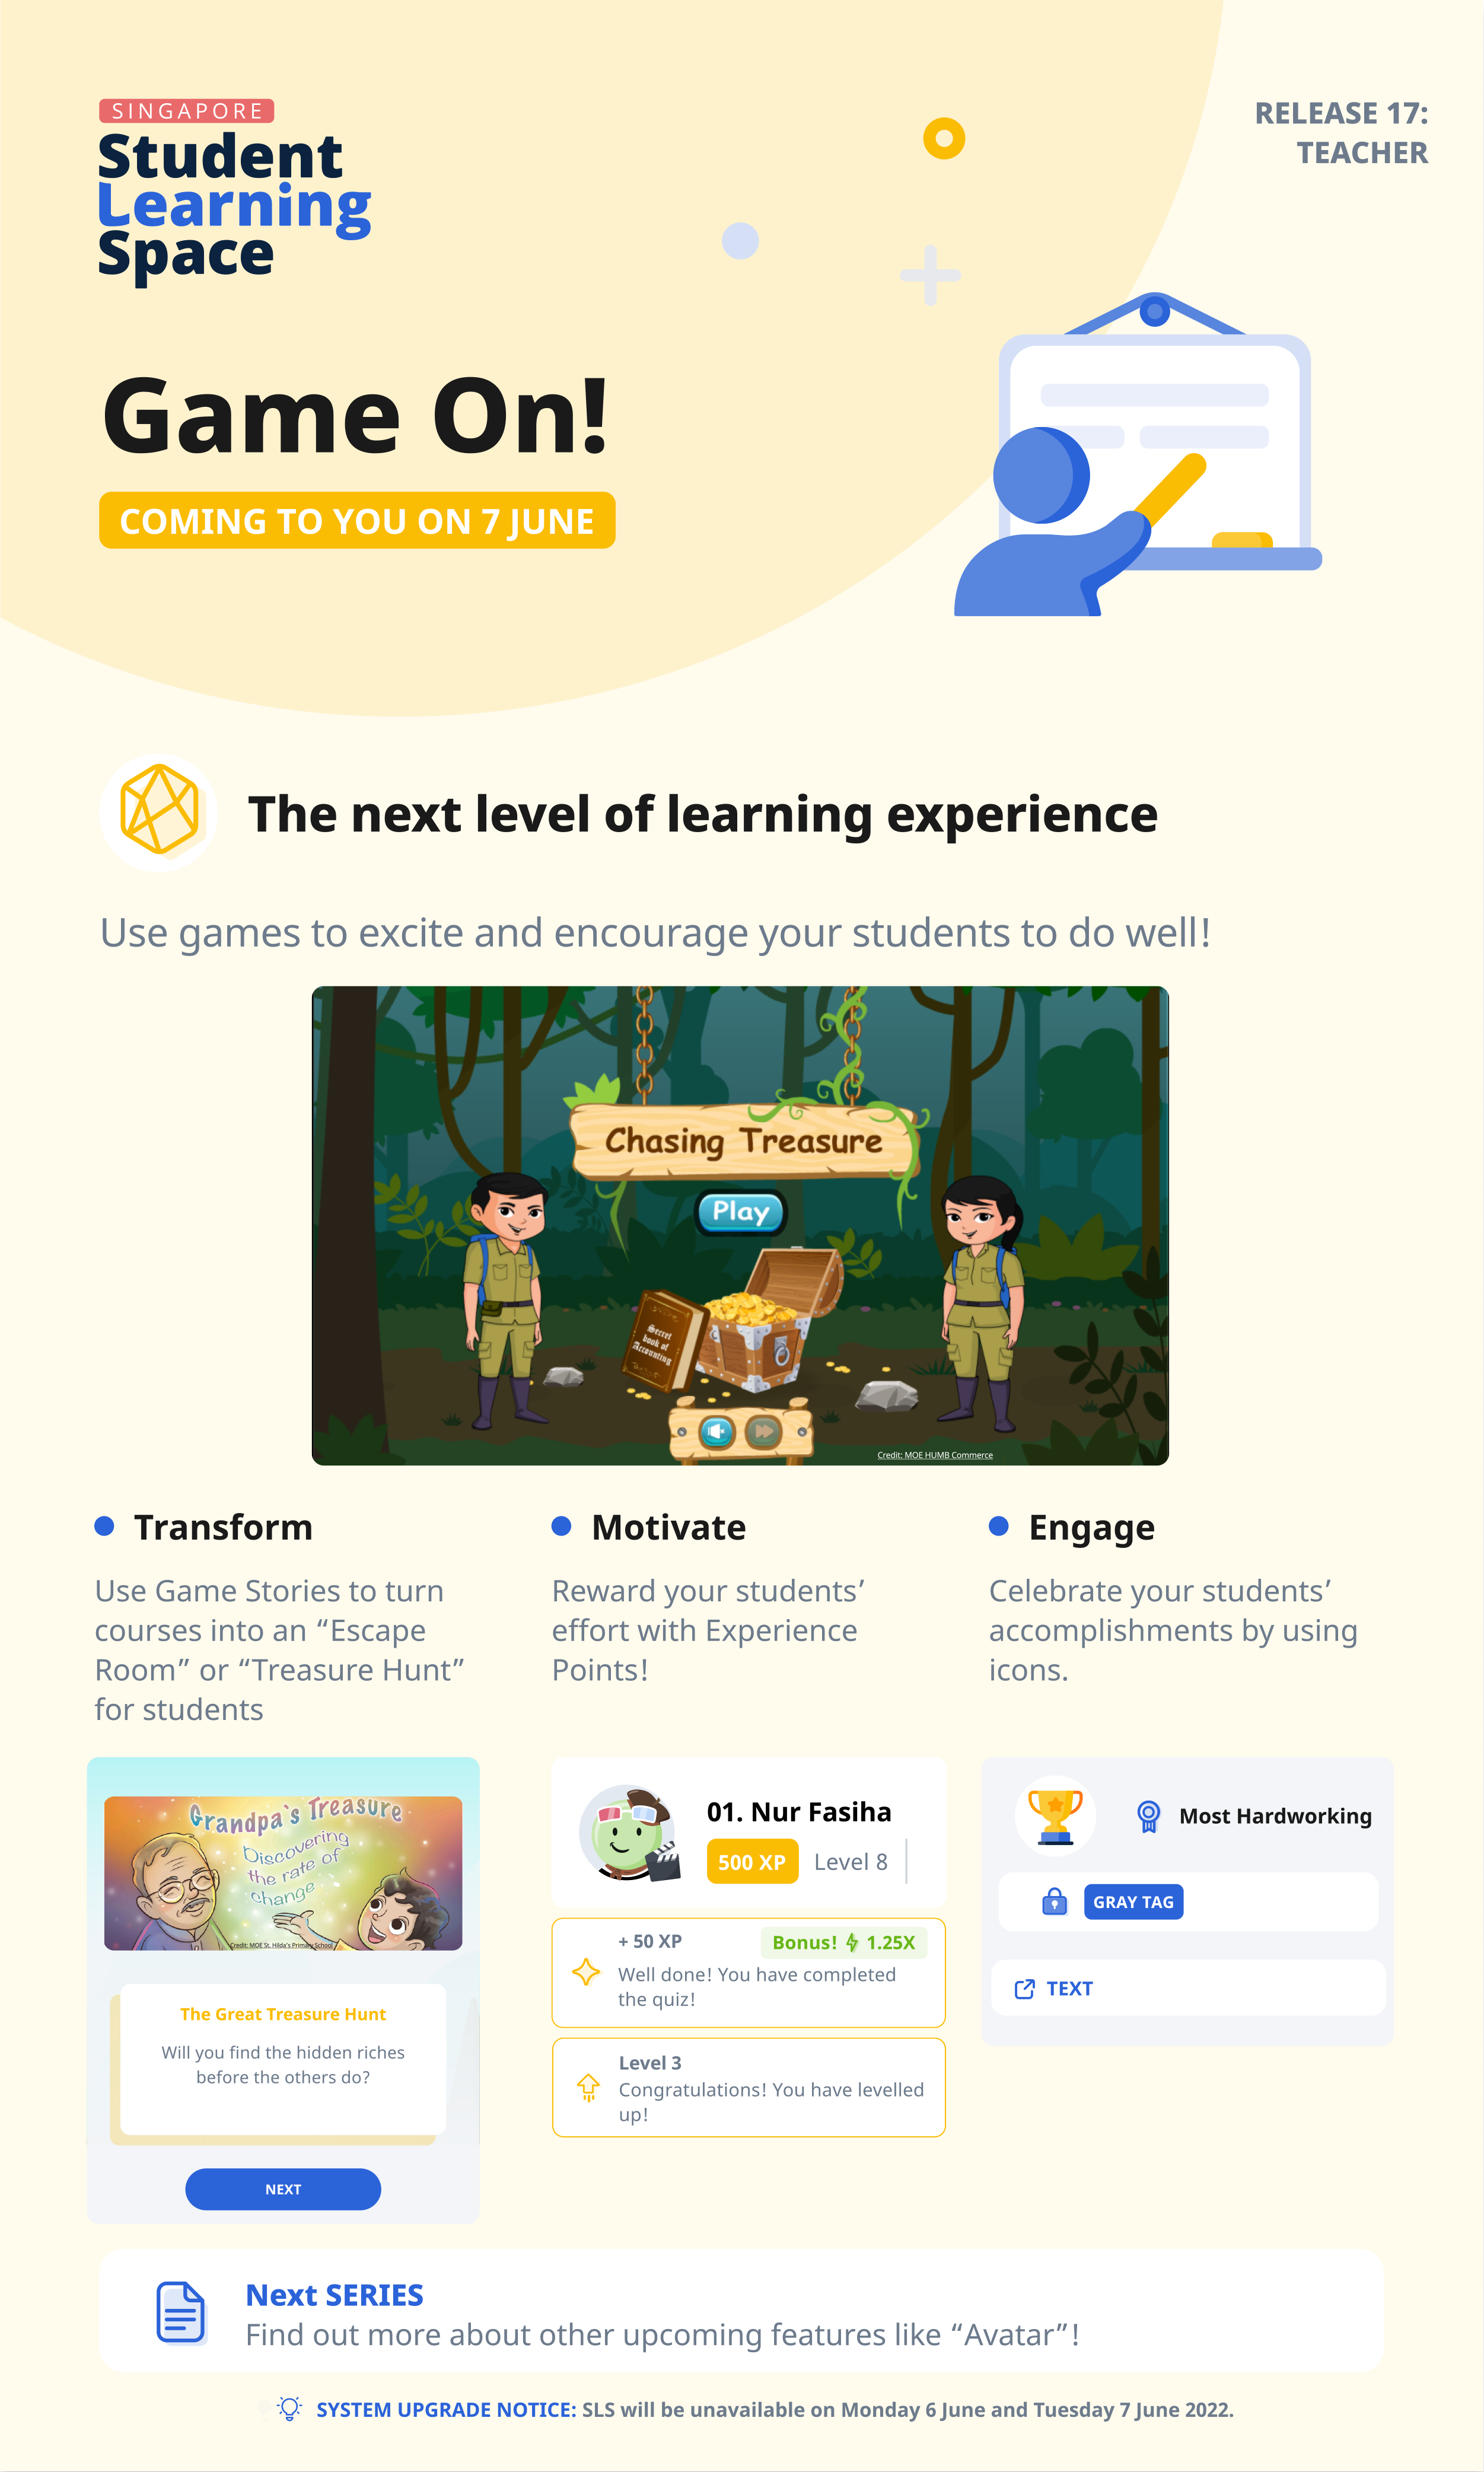 SINGAPORE
Student
Learning
Space
RELEASE 17:
TEACHER
Game On!
COMING TO YOU ON 7 JUNE
The next level of learning experience
Use games to excite and encourage your students to do well!
Chasing Treasure
Play
Secret
book of
Accounting
Credit: MOE HUMB Commerce
Transform
Use Game Stories to turn
courses into an “Escape
Room” or “Treasure Hunt”
for students
Motivate
Reward your students’
effort with Experience
Points!
Engage
Celebrate your students’
accomplishments by using
icons.
Grandpa`s Treasure
Discovering
the rate of
change
Credit: MOE St. Hilda's Primary School
The Great Treasure Hunt
Will you find the hidden riches
before the others do?
NEXT
01. Nur Fasiha
500 XP Level 8
+ 50 XP Bonus! 1.25X
Well done! You have completed
the quiz!
Level 3
Congratulations! You have levelled
up!
Most Hardworking
GRAY TAG
TEXT
Next SERIES
Find out more about other upcoming features like “Avatar”!
SYSTEM UPGRADE NOTICE: SLS will be unavailable on Monday 6 June and Tuesday 7 June 2022.